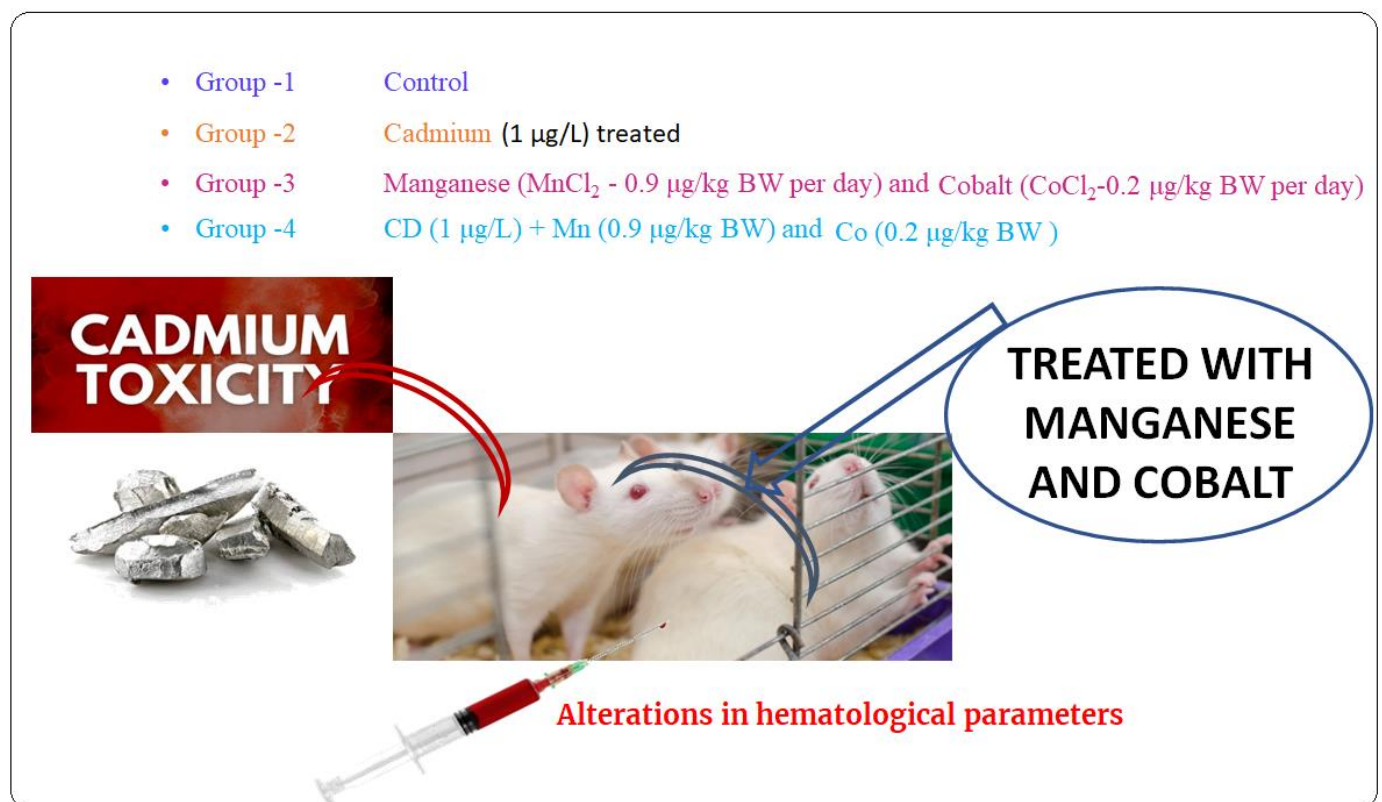 • Group -1 Control
• Group -2 Cadmium (1 µg/L) treated
• Group -3 Manganese (MnCl₂ - 0.9 µg/kg BW per day) and Cobalt (CoCl₂-0.2 µg/kg BW per day)
• Group -4 CD (1 µg/L) + Mn (0.9 µg/kg BW) and Co (0.2 µg/kg BW )
CADMIUM
TOXICITY
TREATED WITH
MANGANESE
AND COBALT
Alterations in hematological parameters